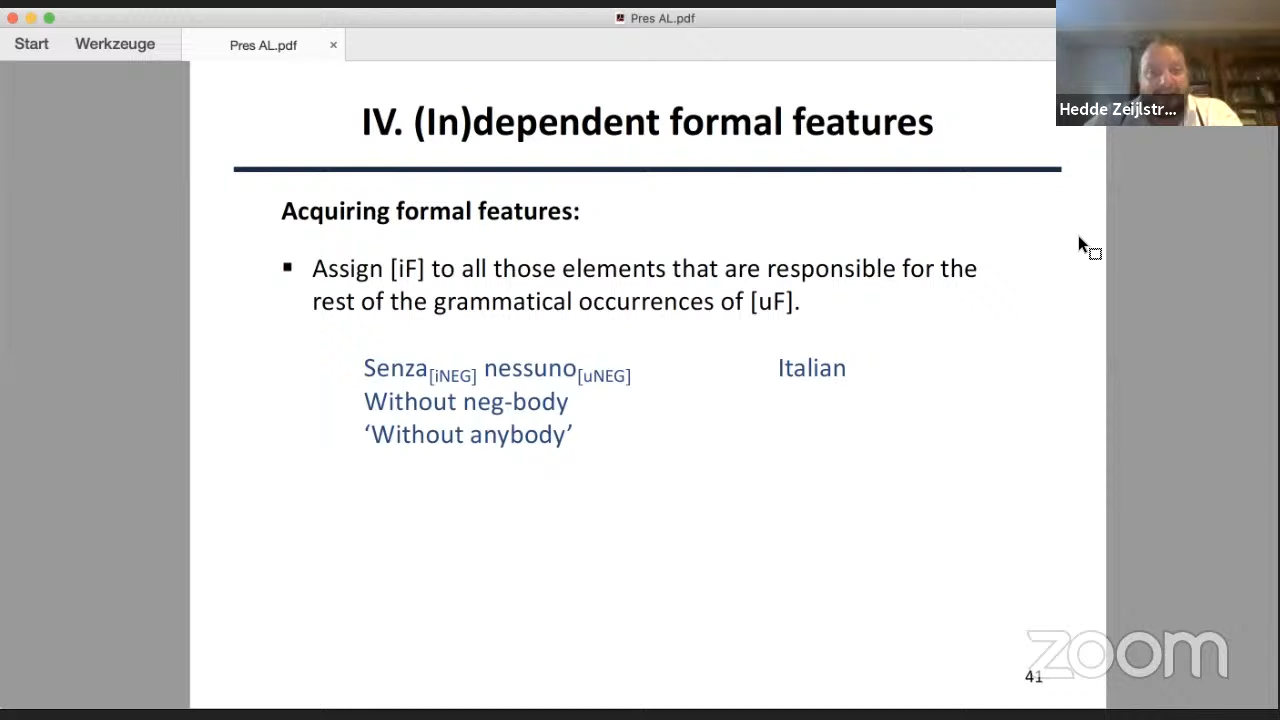 Pres AL.pdf
Start Werkzeuge Pres AL.pdf ×
Hedde Zeijlstr...
IV. (In)dependent formal features
Acquiring formal features:
▪ Assign [iF] to all those elements that are responsible for the
rest of the grammatical occurrences of [uF].
Senza[iNEG] nessuno[uNEG] Italian
Without neg-body
‘Without anybody’
zoom
41